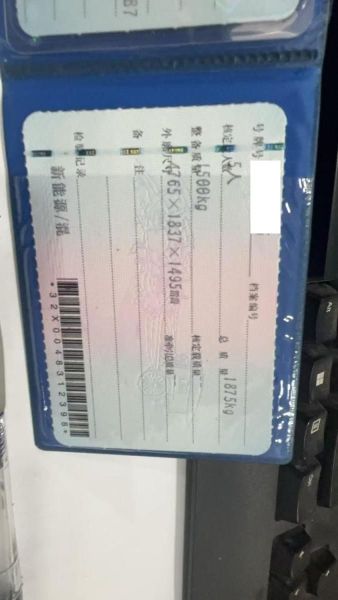 号牌号
档案编号
核定载人数 5人
总质量 1875kg
整备质量 1500kg
核定载质量
外廓尺寸 4765×1837×1495mm
准牵引总质量
备 注
检验记录
新能源/混
*32X0048312398*